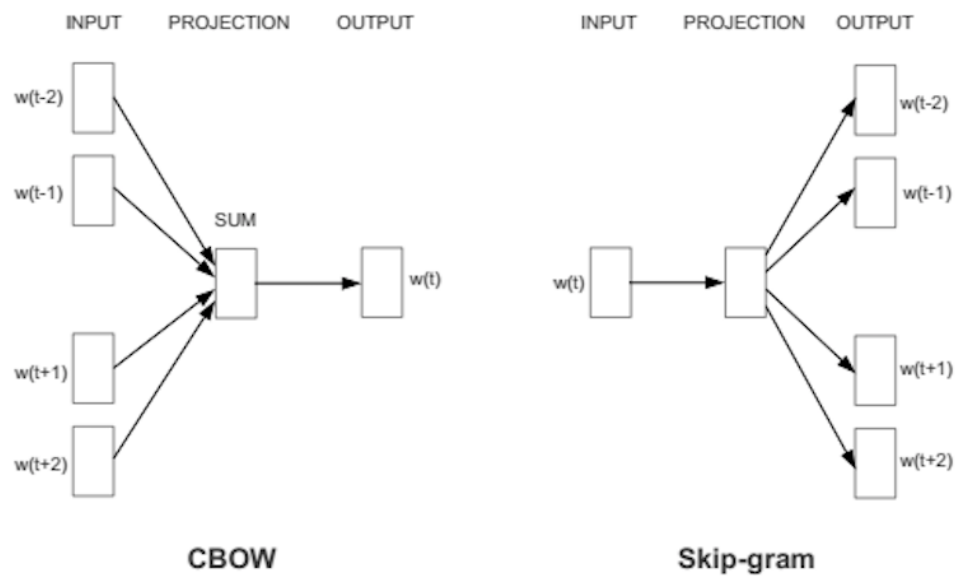 INPUT PROJECTION OUTPUT
w(t-2)
w(t-1)
SUM
w(t)
w(t+1)
w(t+2)
CBOW
INPUT PROJECTION OUTPUT
w(t-2)
w(t-1)
w(t)
w(t+1)
w(t+2)
Skip-gram